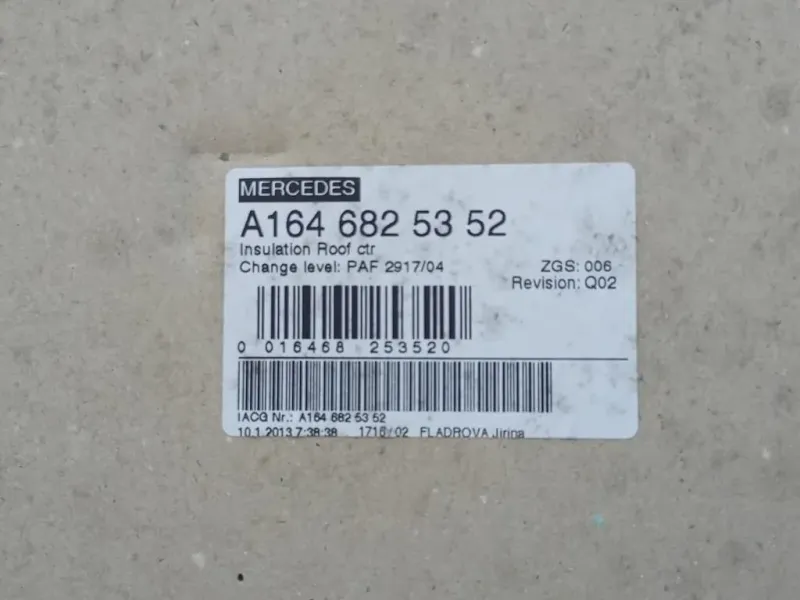 MERCEDES
A164 682 53 52
Insulation Roof ctr
Change level: PAF 2917/04 ZGS: 006
Revision: Q02
0 016468 253520
IACG Nr.: A164 682 53 52
10.1.2013 7:38:38 1716/02 FLADROVA Jirina